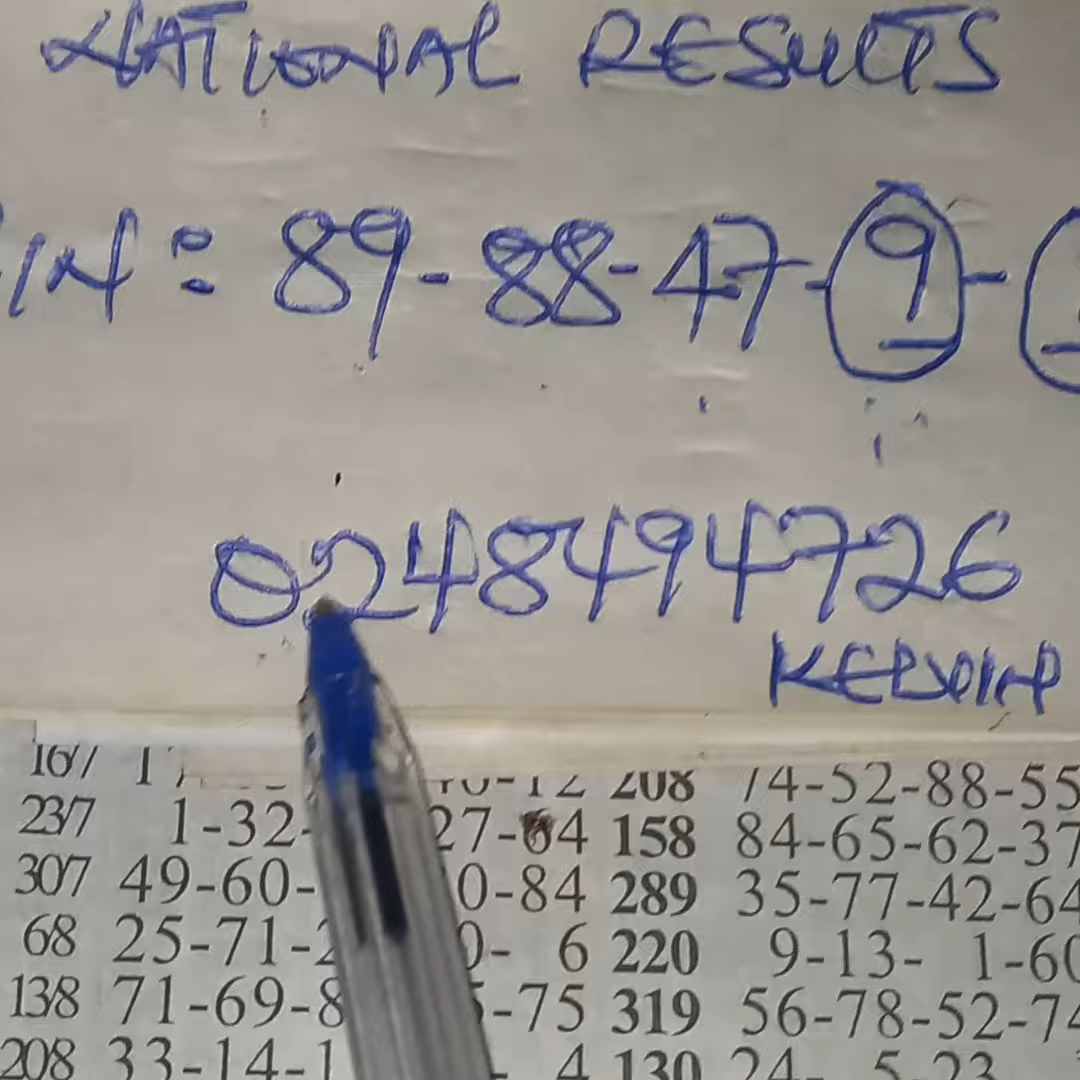 NATIONAL RESULTS
IN: 89-88-47-9-
0248494726
167 1
208 74-52-88-55
237 1-32- 27-64 158 84-65-62-37
307 49-60- 0-84 289 35-77-42-64
68 25-71- 0- 6 220 9-13- 1-60
138 71-69-8 -75 319 56-78-52-74
208 33-14-1 - 4 130 24- 5-23